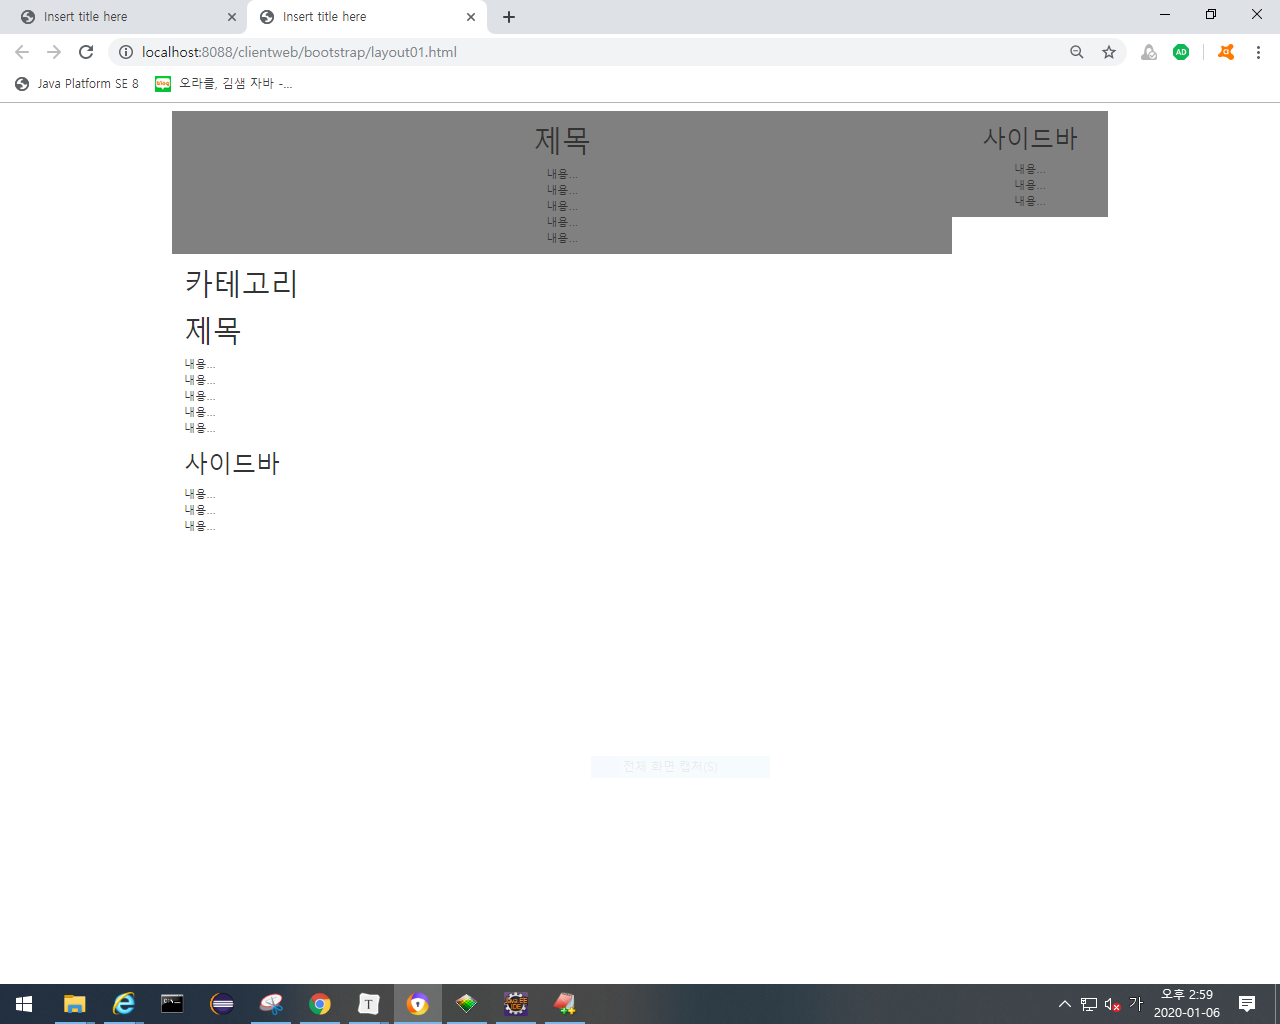 Insert title here
Insert title here
localhost:8088/clientweb/bootstrap/layout01.html
AD
Java Platform SE 8
blog
오라클, 김샘 자바 -...
제목
내용...
내용...
내용...
내용...
내용...
사이드바
내용...
내용...
내용...
카테고리
제목
내용...
내용...
내용...
내용...
내용...
사이드바
내용...
내용...
내용...
전체 화면 캡처(S)
T
가
오후 2:59
2020-01-06